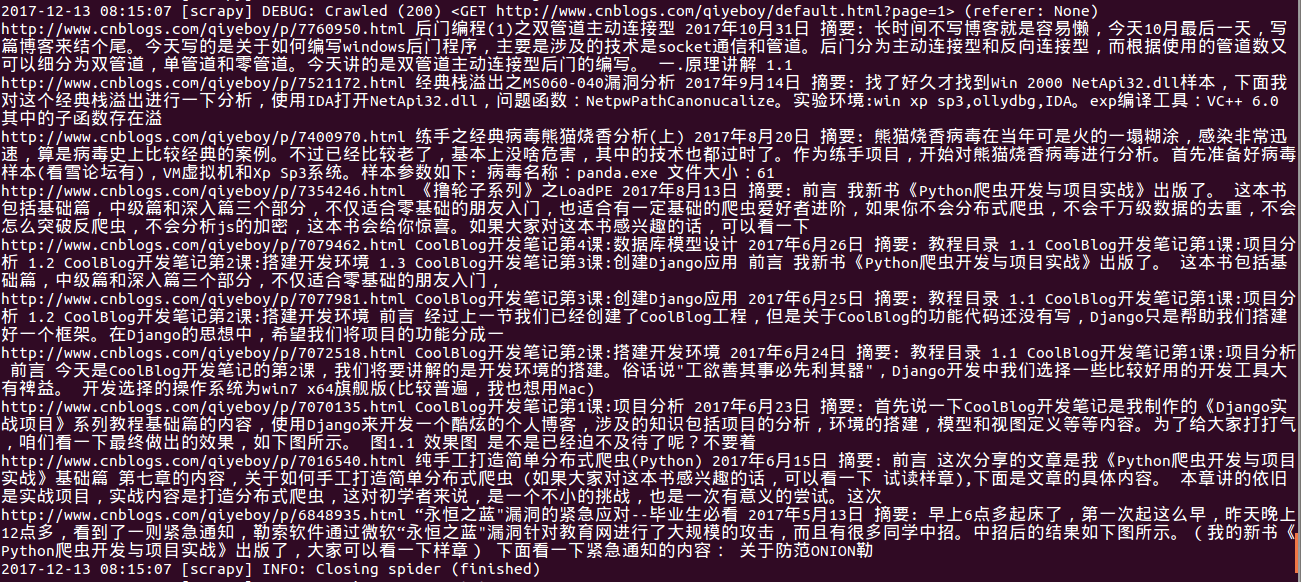 2017-12-13 08:15:07 [scrapy] DEBUG: Crawled (200) <GET http://www.cnblogs.com/qiyeboy/default.html?page=1> (referer: None)
http://www.cnblogs.com/qiyeboy/p/7760950.html 后门编程(1)之双管道主动连接型 2017年10月31日 摘要: 长时间不写博客就是容易懒，今天10月最后一天，写
篇博客来结个尾。今天写的是关于如何编写windows后门程序，主要是涉及的技术是socket通信和管道。后门分为主动连接型和反向连接型，而根据使用的管道数又
可以细分为双管道，单管道和零管道。今天讲的是双管道主动连接型后门的编写。 一.原理讲解 1.1
http://www.cnblogs.com/qiyeboy/p/7521172.html 经典栈溢出之MS060-040漏洞分析 2017年9月14日 摘要: 找了好久才找到Win 2000 NetApi32.dll样本，下面我
对这个经典栈溢出进行一下分析，使用IDA打开NetApi32.dll，问题函数：NetpwPathCanonucalize。实验环境:win xp sp3,ollydbg,IDA。exp编译工具：VC++ 6.0
其中的子函数存在溢
http://www.cnblogs.com/qiyeboy/p/7400970.html 练手之经典病毒熊猫烧香分析(上) 2017年8月20日 摘要: 熊猫烧香病毒在当年可是火的一塌糊涂，感染非常迅
速，算是病毒史上比较经典的案例。不过已经比较老了，基本上没啥危害，其中的技术也都过时了。作为练手项目，开始对熊猫烧香病毒进行分析。首先准备好病毒
样本(看雪论坛有)，VM虚拟机和Xp Sp3系统。样本参数如下: 病毒名称：panda.exe 文件大小：61
http://www.cnblogs.com/qiyeboy/p/7354246.html 《撸轮子系列》之LoadPE 2017年8月13日 摘要: 前言 我新书《Python爬虫开发与项目实战》出版了。 这本书
包括基础篇，中级篇和深入篇三个部分，不仅适合零基础的朋友入门，也适合有一定基础的爬虫爱好者进阶，如果你不会分布式爬虫，不会千万级数据的去重，不会
怎么突破反爬虫，不会分析js的加密，这本书会给你惊喜。如果大家对这本书感兴趣的话，可以看一下
http://www.cnblogs.com/qiyeboy/p/7079462.html CoolBlog开发笔记第4课:数据库模型设计 2017年6月26日 摘要: 教程目录 1.1 CoolBlog开发笔记第1课:项目分
析 1.2 CoolBlog开发笔记第2课:搭建开发环境 1.3 CoolBlog开发笔记第3课:创建Django应用 前言 我新书《Python爬虫开发与项目实战》出版了。 这本书包括基
础篇，中级篇和深入篇三个部分，不仅适合零基础的朋友入门，
http://www.cnblogs.com/qiyeboy/p/7077981.html CoolBlog开发笔记第3课:创建Django应用 2017年6月25日 摘要: 教程目录 1.1 CoolBlog开发笔记第1课:项目分
析 1.2 CoolBlog开发笔记第2课:搭建开发环境 前言 经过上一节我们已经创建了CoolBlog工程，但是关于CoolBlog的功能代码还没有写，Django只是帮助我们搭建
好一个框架。在Django的思想中，希望我们将项目的功能分成一
http://www.cnblogs.com/qiyeboy/p/7072518.html CoolBlog开发笔记第2课:搭建开发环境 2017年6月24日 摘要: 教程目录 1.1 CoolBlog开发笔记第1课:项目分析
前言 今天是CoolBlog开发笔记的第2课，我们将要讲解的是开发环境的搭建。俗话说"工欲善其事必先利其器"，Django开发中我们选择一些比较好用的开发工具大
有裨益。 开发选择的操作系统为win7 x64旗舰版(比较普遍，我也想用Mac)
http://www.cnblogs.com/qiyeboy/p/7070135.html CoolBlog开发笔记第1课:项目分析 2017年6月23日 摘要: 首先说一下CoolBlog开发笔记是我制作的《Django实
战项目》系列教程基础篇的内容，使用Django来开发一个酷炫的个人博客，涉及的知识包括项目的分析，环境的搭建，模型和视图定义等等内容。为了给大家打打气
，咱们看一下最终做出的效果，如下图所示。 图1.1 效果图 是不是已经迫不及待了呢？不要着
http://www.cnblogs.com/qiyeboy/p/7016540.html 纯手工打造简单分布式爬虫(Python) 2017年6月15日 摘要: 前言 这次分享的文章是我《Python爬虫开发与项目
实战》基础篇 第七章的内容，关于如何手工打造简单分布式爬虫 (如果大家对这本书感兴趣的话，可以看一下 试读样章),下面是文章的具体内容。 本章讲的依旧
是实战项目，实战内容是打造分布式爬虫，这对初学者来说，是一个不小的挑战，也是一次有意义的尝试。这次
http://www.cnblogs.com/qiyeboy/p/6848935.html “永恒之蓝"漏洞的紧急应对--毕业生必看 2017年5月13日 摘要: 早上6点多起床了，第一次起这么早，昨天晚上
12点多，看到了一则紧急通知，勒索软件通过微软“永恒之蓝"漏洞针对教育网进行了大规模的攻击，而且有很多同学中招。中招后的结果如下图所示。（我的新书《
Python爬虫开发与项目实战》出版了，大家可以看一下样章） 下面看一下紧急通知的内容： 关于防范ONION勒
2017-12-13 08:15:07 [scrapy] INFO: Closing spider (finished)